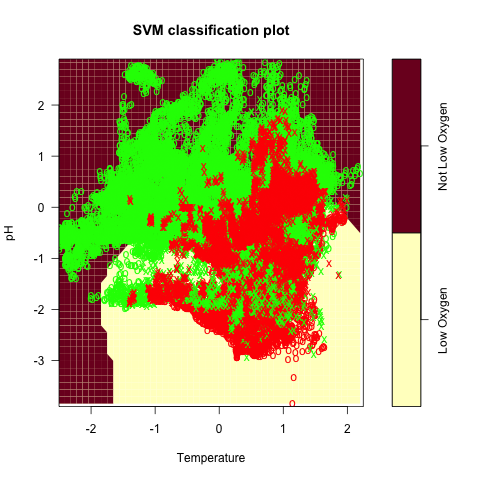 SVM classification plot
2
1
0
-1
-2
-3
pH
-2
-1
0
1
2
Temperature
Not Low Oxygen
Low Oxygen